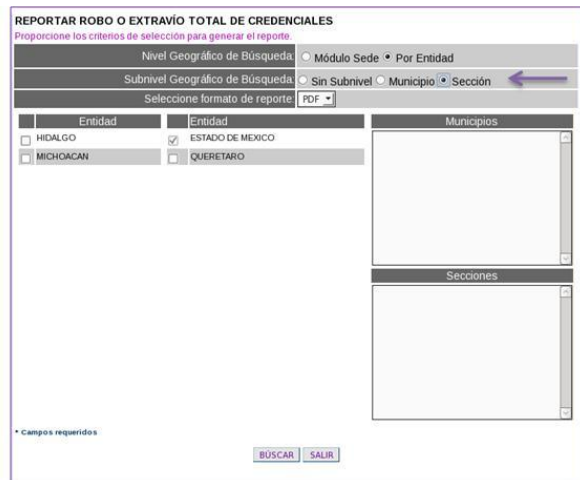 REPORTAR ROBO O EXTRAVÍO TOTAL DE CREDENCIALES
Proporcione los criterios de selección para generar el reporte.
Nivel Geográfico de Búsqueda: Módulo Sede Por Entidad
Subnivel Geográfico de Búsqueda: Sin Subnivel Municipio Sección
Seleccione formato de reporte: PDF
Entidad Entidad Municipios
HIDALGO ESTADO DE MEXICO
MICHOACAN QUERETARO
Secciones
* Campos requeridos
BÚSCAR SALIR